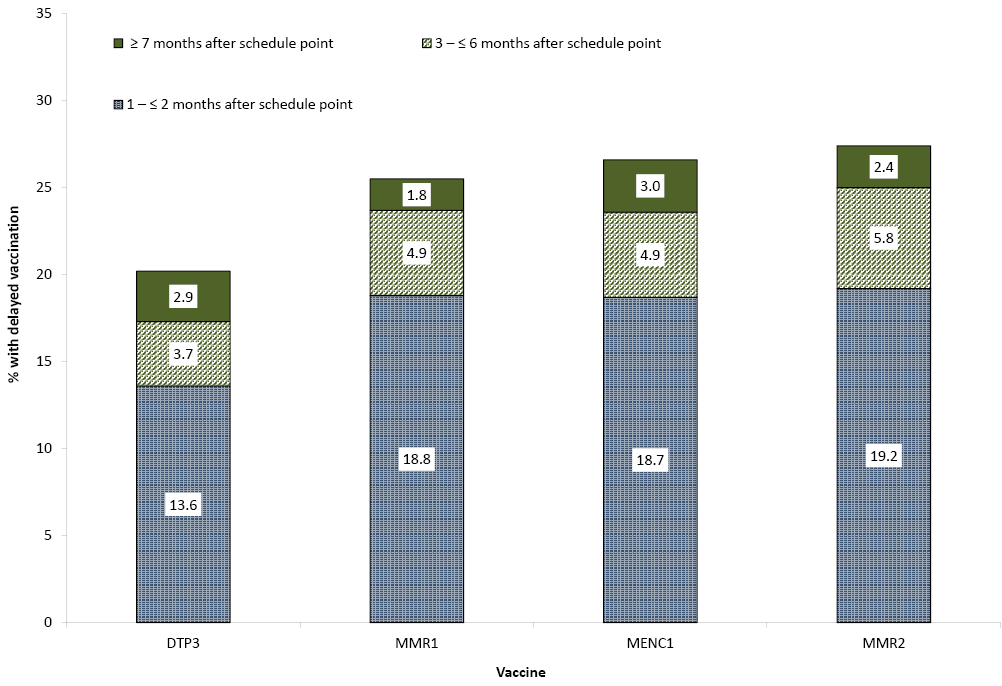 35
≥ 7 months after schedule point
3 – ≤ 6 months after schedule point
1 – ≤ 2 months after schedule point
30
25
20
15
10
5
0
% with delayed vaccination
2.9
3.7
13.6
1.8
4.9
18.8
3.0
4.9
18.7
2.4
5.8
19.2
DTP3
MMR1
MENC1
MMR2
Vaccine